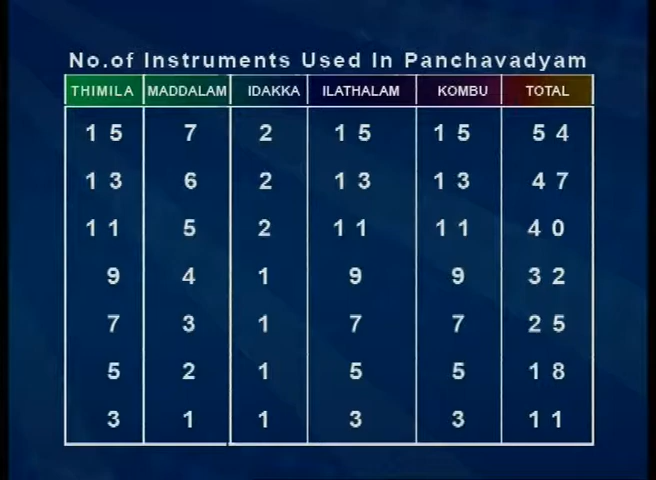 No.of Instruments Used In Panchavadyam
THIMILA MADDALAM IDAKKA ILATHALAM KOMBU TOTAL
15 7 2 15 15 54
13 6 2 13 13 47
11 5 2 11 11 40
9 4 1 9 9 32
7 3 1 7 7 25
5 2 1 5 5 18
3 1 1 3 3 11